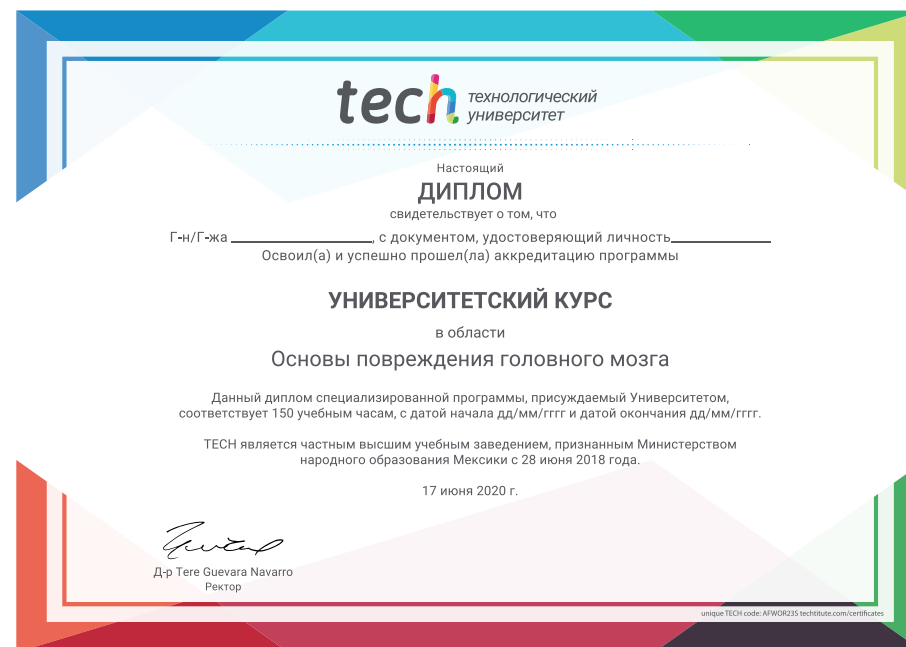 tech технологический
университет
Настоящий
ДИПЛОМ
свидетельствует о том, что
Г-н/Г-жа ________________, с документом, удостоверяющий личность____________
Освоил(а) и успешно прошел(ла) аккредитацию программы
УНИВЕРСИТЕТСКИЙ КУРС
в области
Основы повреждения головного мозга
Данный диплом специализированной программы, присуждаемый Университетом,
соответствует 150 учебным часам, с датой начала дд/мм/гггг и датой окончания дд/мм/гггг.
TECH является частным высшим учебным заведением, признанным Министерством
народного образования Мексики с 28 июня 2018 года.
17 июня 2020 г.
Д-р Tere Guevara Navarro
Ректор
unique TECH code: AFWOR23S techtitute.com/certificates